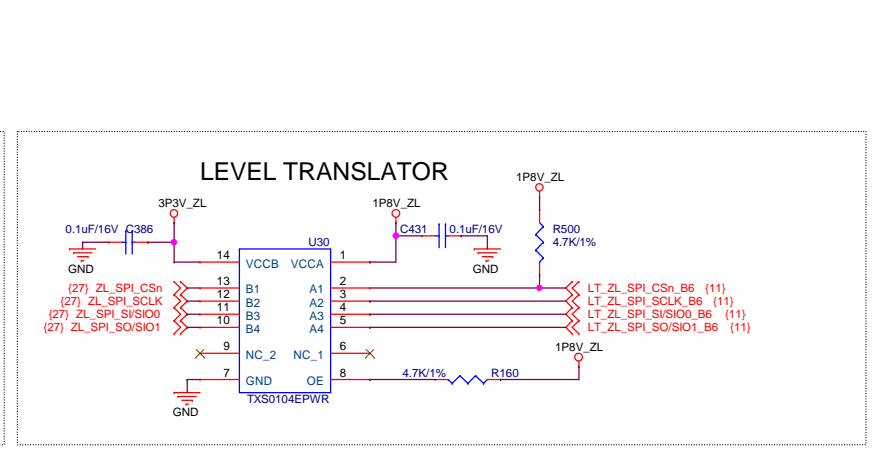 LEVEL TRANSLATOR
1P8V_ZL
3P3V_ZL
1P8V_ZL
0.1uF/16V C386
C431 0.1uF/16V
R500
4.7K/1%
U30
GND
14 VCCB VCCA 1
GND
{27} ZL_SPI_CSn 13 B1 A1 2 LT_ZL_SPI_CSn_B6 {11}
{27} ZL_SPI_SCLK 12 B2 A2 3 LT_ZL_SPI_SCLK_B6 {11}
{27} ZL_SPI_SI/SIO0 11 B3 A3 4 LT_ZL_SPI_SI/SIO0_B6 {11}
{27} ZL_SPI_SO/SIO1 10 B4 A4 5 LT_ZL_SPI_SO/SIO1_B6 {11}
1P8V_ZL
9 NC_2 NC_1 6
7 GND OE 8 4.7K/1% R160
TXS0104EPWR
GND